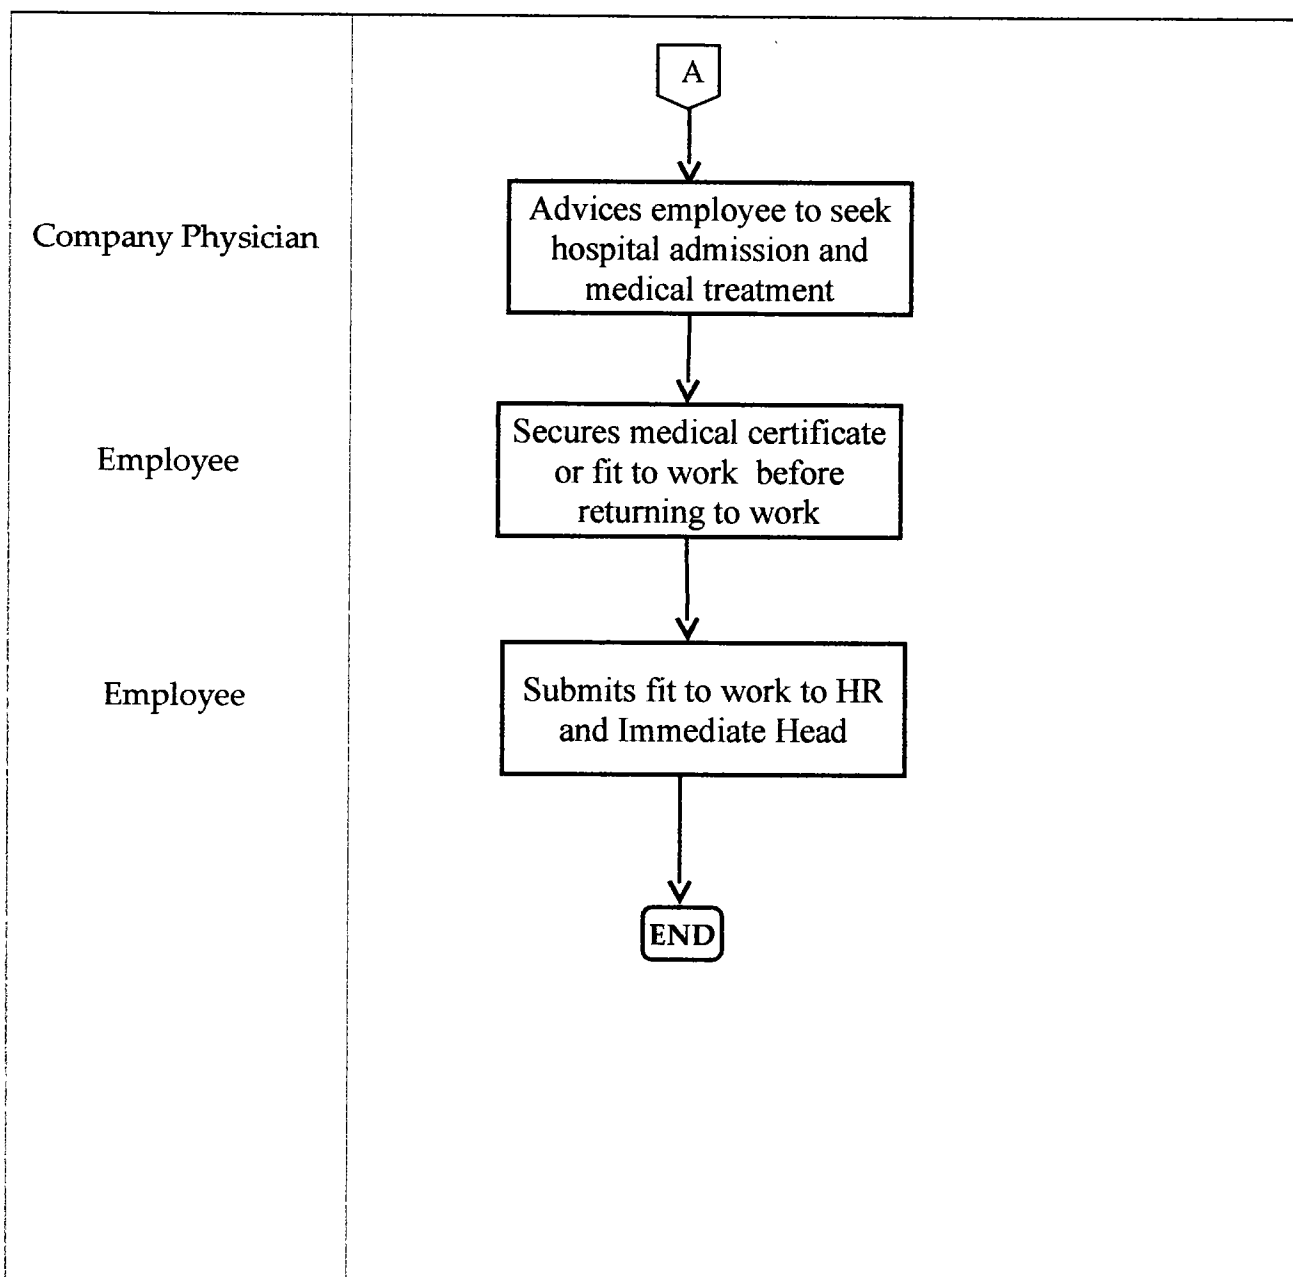 A
Company Physician
Advices employee to seek
hospital admission and
medical treatment
Employee
Secures medical certificate
or fit to work before
returning to work
Employee
Submits fit to work to HR
and Immediate Head
END